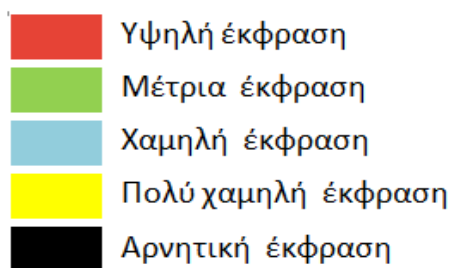 Υψηλή έκφραση
Μέτρια έκφραση
Χαμηλή έκφραση
Πολύ χαμηλή έκφραση
Αρνητική έκφραση